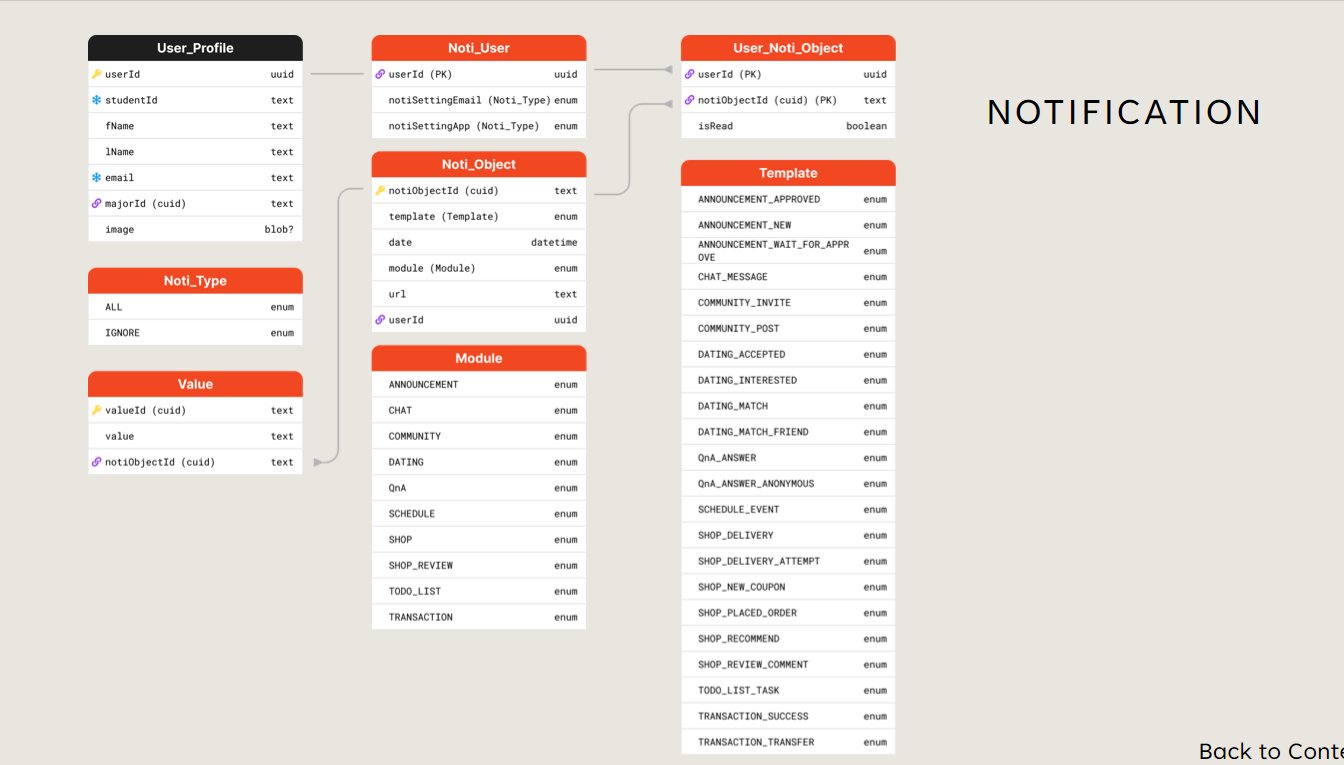 User_Profile
userId uuid
studentId text
fName text
lName text
email text
majorId (cuid) text
image blob?
Noti_Type
ALL enum
IGNORE enum
Value
valueId (cuid) text
value text
notiObjectId (cuid) text
Noti_User
userId (PK) uuid
notiSettingEmail (Noti_Type) enum
notiSettingApp (Noti_Type) enum
Noti_Object
notiObjectId (cuid) text
template (Template) enum
date datetime
module (Module) enum
url text
userId uuid
Module
ANNOUNCEMENT enum
CHAT enum
COMMUNITY enum
DATING enum
QnA enum
SCHEDULE enum
SHOP enum
SHOP_REVIEW enum
TODO_LIST enum
TRANSACTION enum
User_Noti_Object
userId (PK) uuid
notiObjectId (cuid) (PK) text
isRead boolean
Template
ANNOUNCEMENT_APPROVED enum
ANNOUNCEMENT_NEW enum
ANNOUNCEMENT_WAIT_FOR_APPR
OVE enum
CHAT_MESSAGE enum
COMMUNITY_INVITE enum
COMMUNITY_POST enum
DATING_ACCEPTED enum
DATING_INTERESTED enum
DATING_MATCH enum
DATING_MATCH_FRIEND enum
QnA_ANSWER enum
QnA_ANSWER_ANONYMOUS enum
SCHEDULE_EVENT enum
SHOP_DELIVERY enum
SHOP_DELIVERY_ATTEMPT enum
SHOP_NEW_COUPON enum
SHOP_PLACED_ORDER enum
SHOP_RECOMMEND enum
SHOP_REVIEW_COMMENT enum
TODO_LIST_TASK enum
TRANSACTION_SUCCESS enum
TRANSACTION_TRANSFER enum
NOTIFICATION
Back to Conte